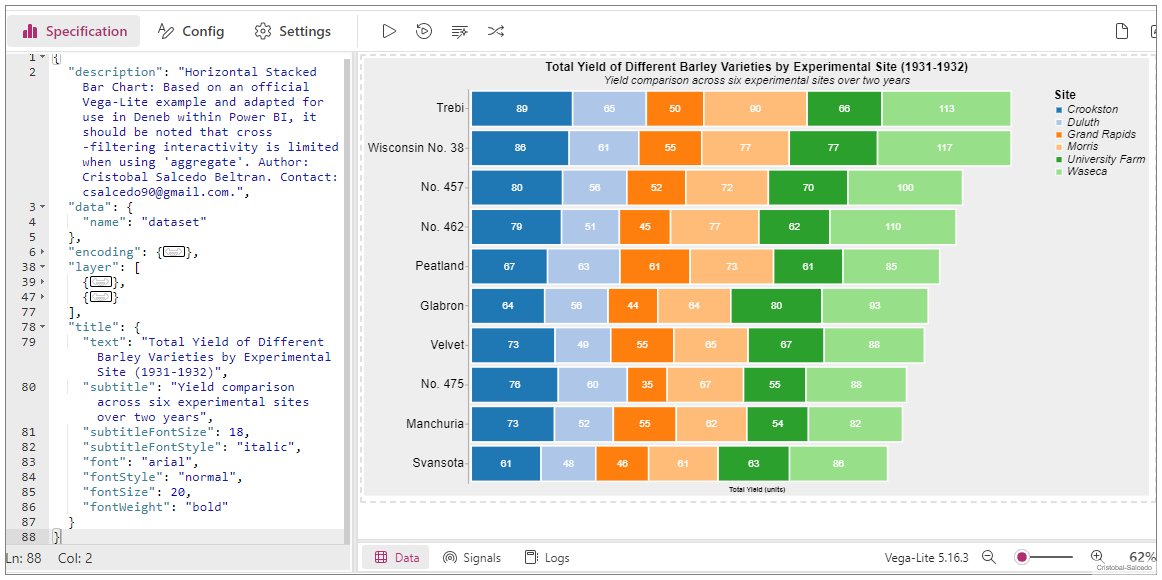 Specification
Config
Settings
1 {
2 "description": "Horizontal Stacked
Bar Chart: Based on an official
Vega-Lite example and adapted for
use in Deneb within Power BI, it
should be noted that cross
-filtering interactivity is limited
when using 'aggregate'. Author:
Cristobal Salcedo Beltran. Contact:
csalcedo90@gmail.com.",
3 "data": {
4 "name": "dataset"
5 },
6 "encoding": {},
38 "layer": [
39 {},
47 {}
77 ],
78 "title": {
79 "text": "Total Yield of Different
Barley Varieties by Experimental
Site (1931-1932)",
80 "subtitle": "Yield comparison
across six experimental sites
over two years",
81 "subtitleFontSize": 18,
82 "subtitleFontStyle": "italic",
83 "font": "arial",
84 "fontStyle": "normal",
85 "fontSize": 20,
86 "fontWeight": "bold"
87 }
88 }
Ln: 88 Col: 2
Total Yield of Different Barley Varieties by Experimental Site (1931-1932)
Yield comparison across six experimental sites over two years
Trebi 89 65 50 90 66 113
Wisconsin No. 38 86 61 55 77 77 117
No. 457 80 56 52 72 70 100
No. 462 79 51 45 77 62 110
Peatland 67 63 61 73 61 85
Glabron 64 56 44 64 80 93
Velvet 73 49 55 65 67 88
No. 475 76 60 35 67 55 88
Manchuria 73 52 55 62 54 82
Svansota 61 48 46 61 63 86
Total Yield (units)
Site
Crookston
Duluth
Grand Rapids
Morris
University Farm
Waseca
Data
Signals
Logs
Vega-Lite 5.16.3
62%
Cristobal-Salcedo